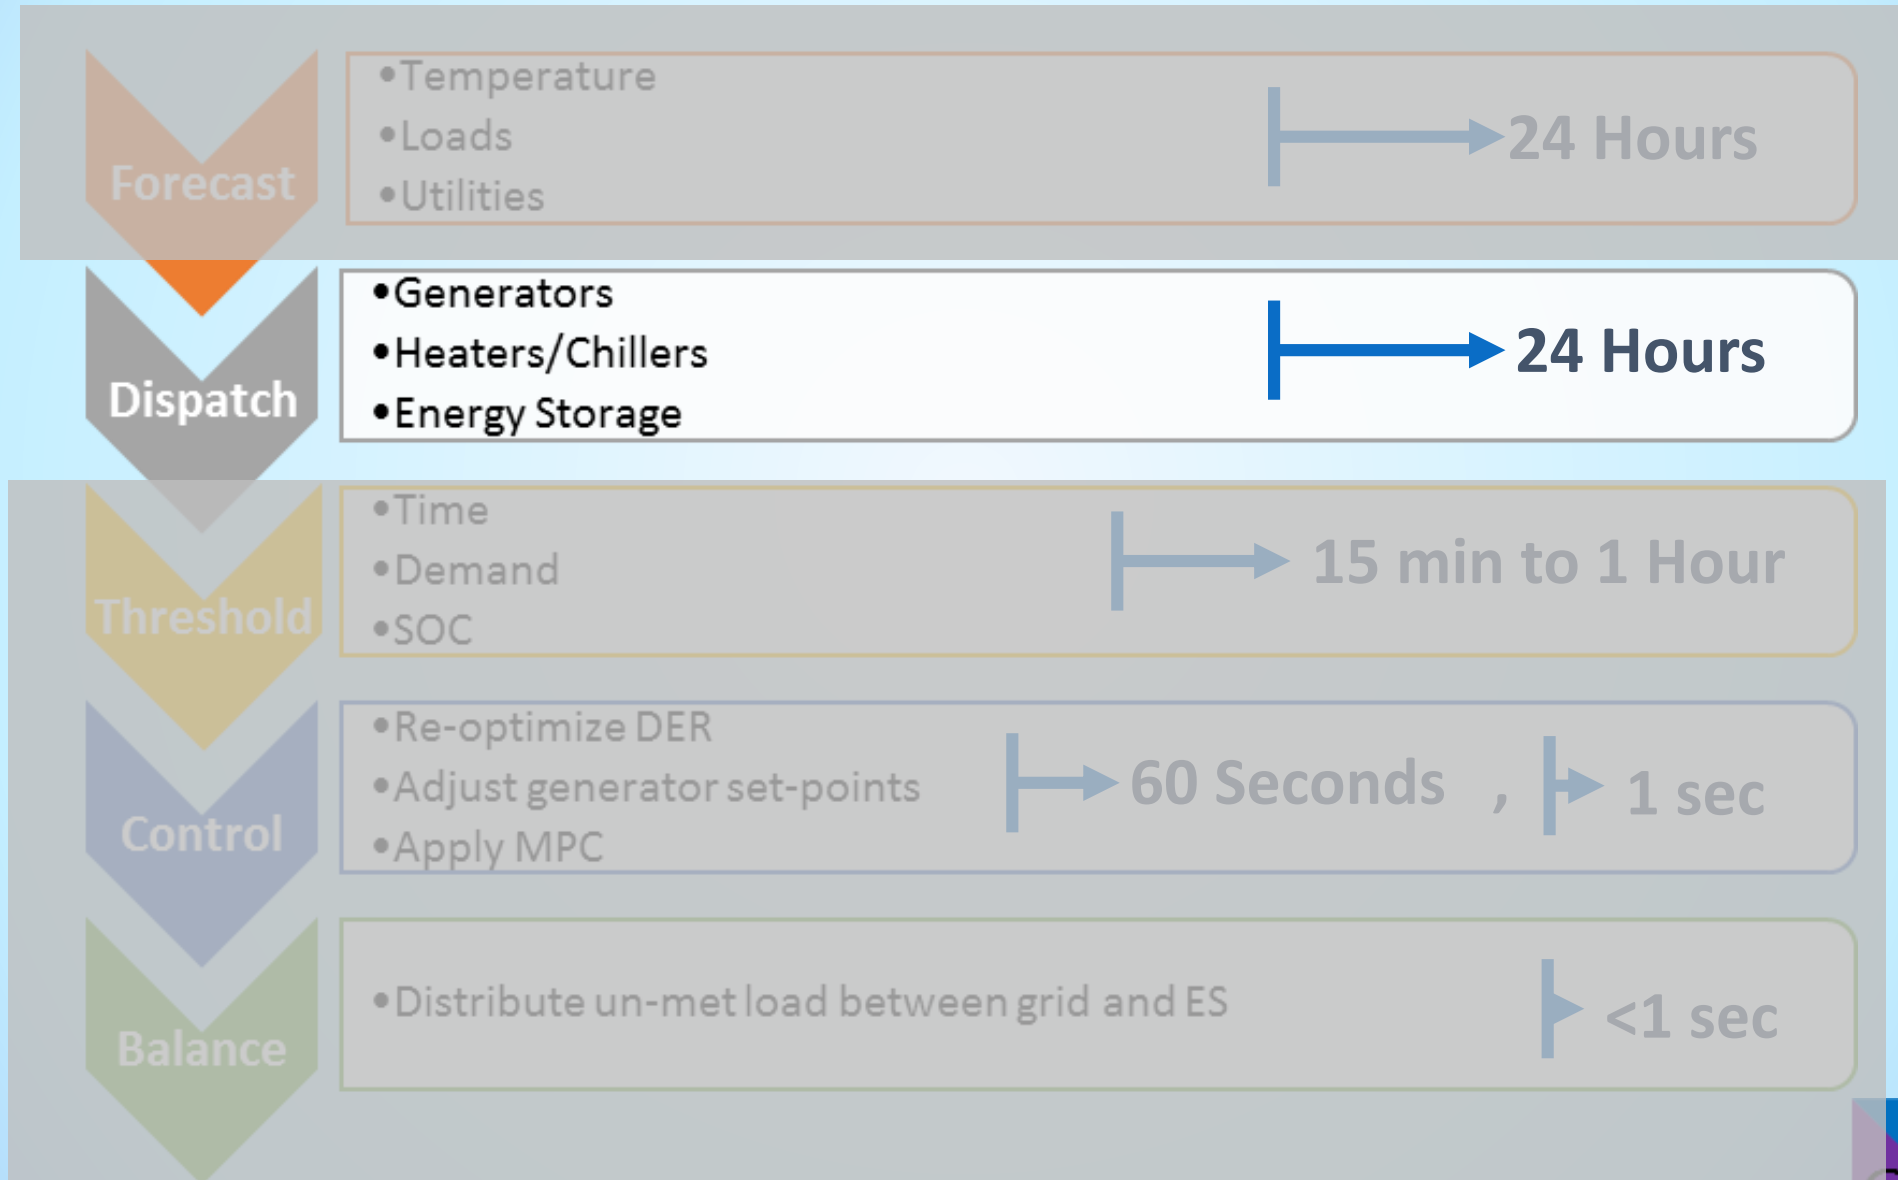 Forecast
•Temperature
•Loads
•Utilities
24 Hours
Dispatch
•Generators
•Heaters/Chillers
•Energy Storage
24 Hours
Threshold
•Time
•Demand
•SOC
15 min to 1 Hour
Control
•Re-optimize DER
•Adjust generator set-points
•Apply MPC
60 Seconds , 1 sec
Balance
•Distribute un-met load between grid and ES
<1 sec